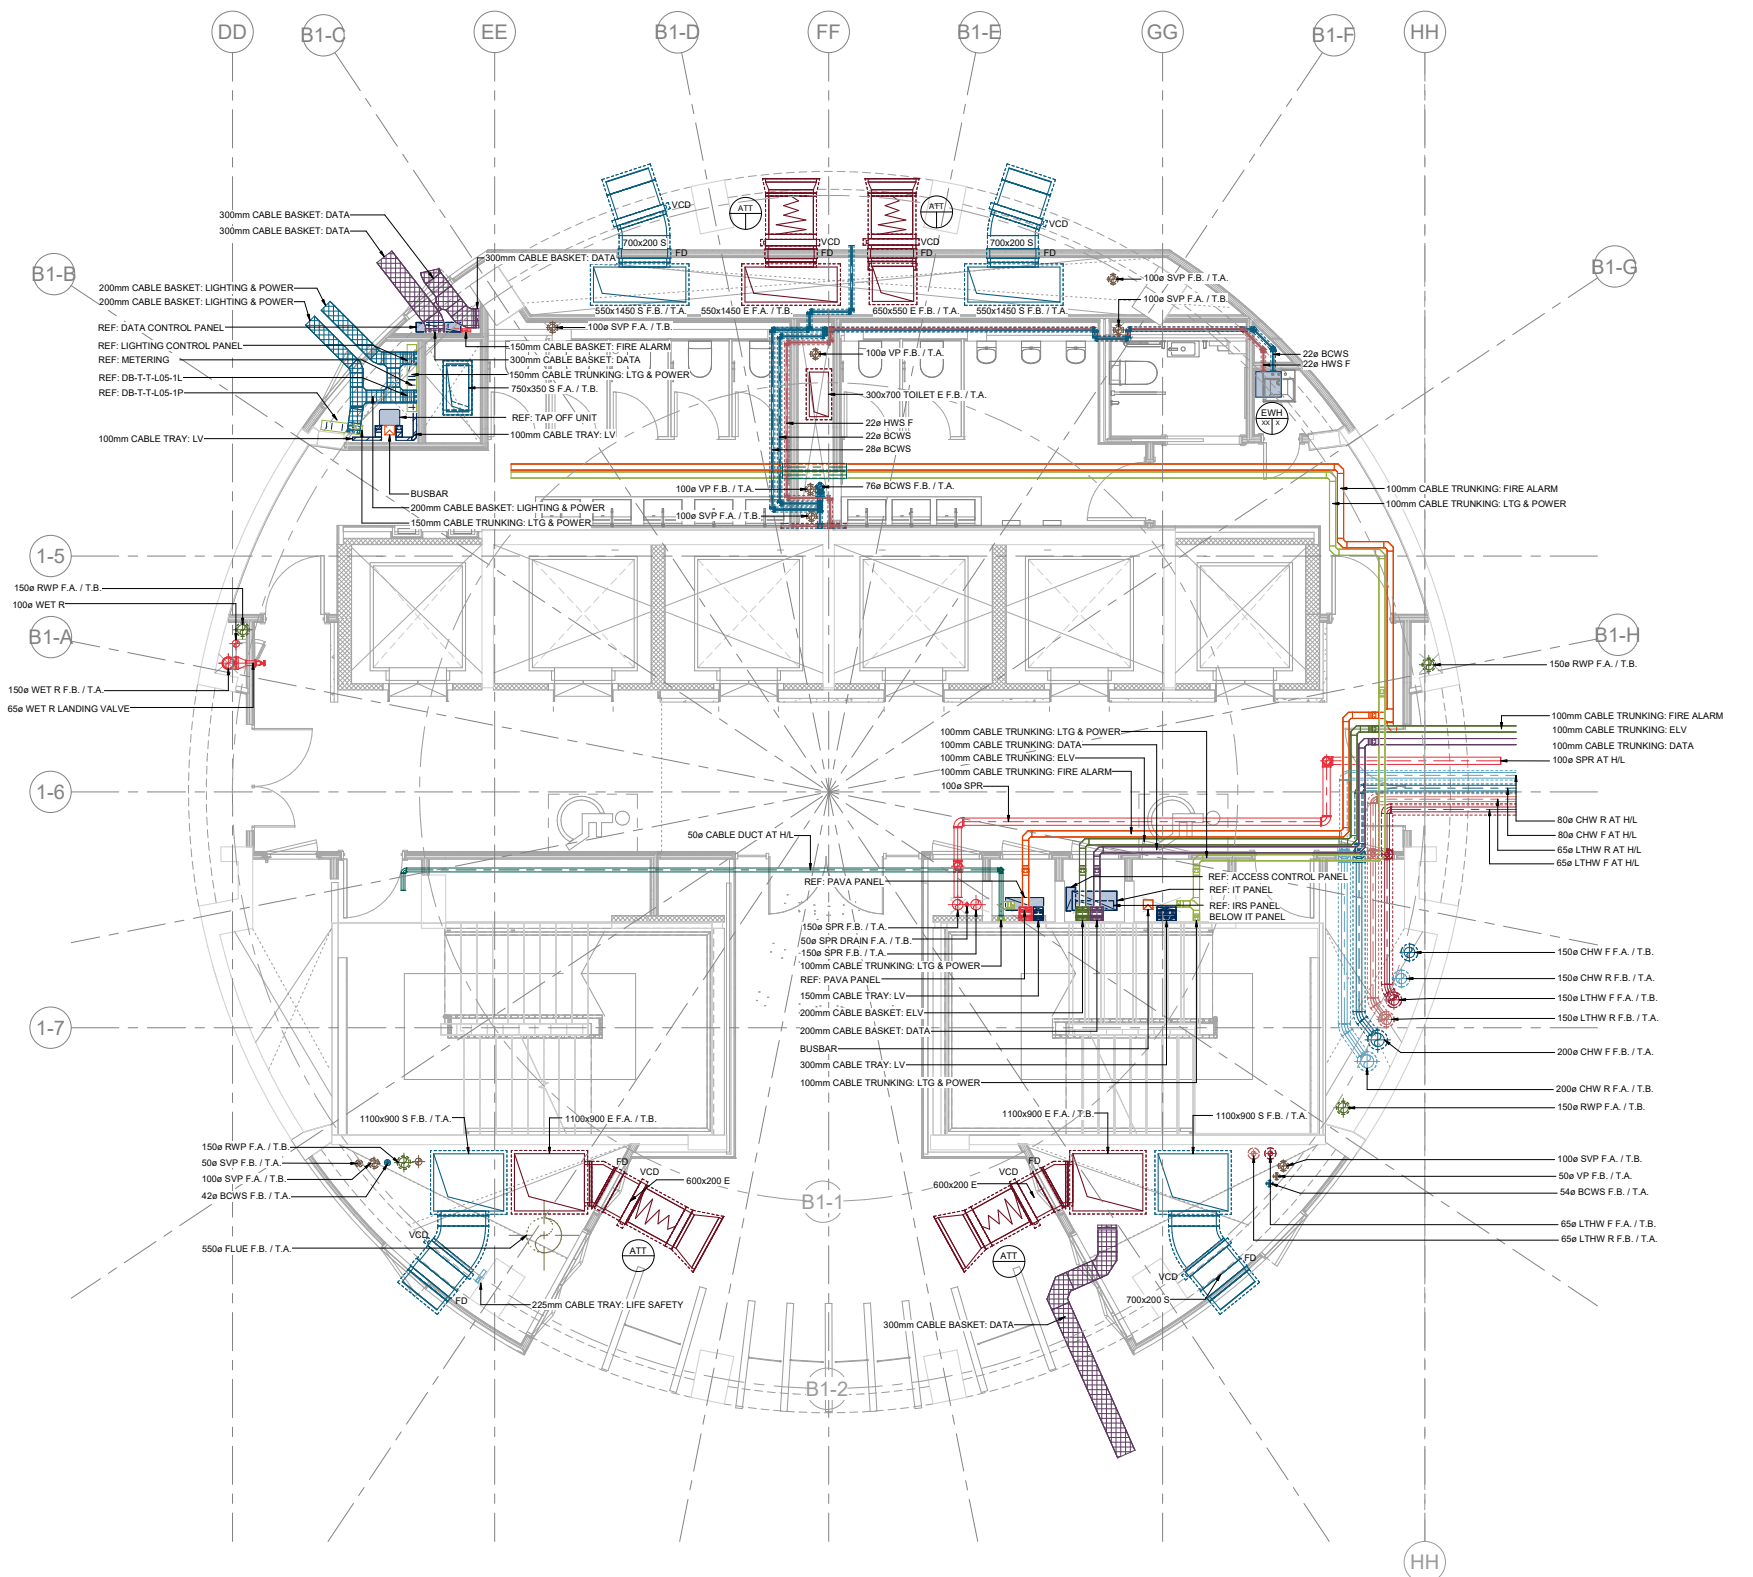 DD
B1-C
EE
B1-D
FF
B1-E
GG
B1-F
HH
B1-B
B1-G
300mm CABLE BASKET: DATA
300mm CABLE BASKET: DATA
300mm CABLE BASKET: DATA
200mm CABLE BASKET: LIGHTING & POWER
200mm CABLE BASKET: LIGHTING & POWER
REF: DATA CONTROL PANEL
REF: LIGHTING CONTROL PANEL
REF: METERING
REF: DB-T-T-L05-1L
REF: DB-T-T-L05-1P
100mm CABLE TRAY: LV
VCD
ATT
VCD
VCD
ATT
VCD
700x200 S
FD
FD
FD
700x200 S
FD
550x1450 S F.B. / T.A.
550x1450 E F.A. / T.B.
650x550 E F.B. / T.A.
550x1450 S F.B. / T.A.
100ø SVP F.B. / T.A.
100ø SVP F.A. / T.B.
100ø SVP F.A. / T.B.
150mm CABLE BASKET: FIRE ALARM
300mm CABLE BASKET: DATA
150mm CABLE TRUNKING: LTG & POWER
750x350 S F.A. / T.B.
REF: TAP OFF UNIT
100mm CABLE TRAY: LV
BUSBAR
200mm CABLE BASKET: LIGHTING & POWER
150mm CABLE TRUNKING: LTG & POWER
100ø VP F.B. / T.A.
300x700 TOILET E F.B. / T.A.
22ø HWS F
22ø BCWS
28ø BCWS
100ø VP F.B. / T.A.
76ø BCWS F.B. / T.A.
100ø SVP F.A. / T.B.
22ø BCWS
22ø HWS F
EWH
xx x
100mm CABLE TRUNKING: FIRE ALARM
100mm CABLE TRUNKING: LTG & POWER
1-5
150ø RWP F.A. / T.B.
100ø WET R
B1-A
B1-H
150ø RWP F.A. / T.B.
150ø WET R F.B. / T.A.
65ø WET R LANDING VALVE
100mm CABLE TRUNKING: LTG & POWER
100mm CABLE TRUNKING: DATA
100mm CABLE TRUNKING: ELV
100mm CABLE TRUNKING: FIRE ALARM
100ø SPR
100mm CABLE TRUNKING: FIRE ALARM
100mm CABLE TRUNKING: ELV
100mm CABLE TRUNKING: DATA
100ø SPR AT H/L
1-6
80ø CHW R AT H/L
80ø CHW F AT H/L
65ø LTHW R AT H/L
65ø LTHW F AT H/L
50ø CABLE DUCT AT H/L
REF: PAVA PANEL
REF: ACCESS CONTROL PANEL
REF: IT PANEL
REF: IRS PANEL
BELOW IT PANEL
150ø SPR F.B. / T.A.
50ø SPR DRAIN F.A. / T.B.
150ø SPR F.B. / T.A.
100mm CABLE TRUNKING: LTG & POWER
REF: PAVA PANEL
150mm CABLE TRAY: LV
200mm CABLE BASKET: ELV
200mm CABLE BASKET: DATA
BUSBAR
300mm CABLE TRAY: LV
100mm CABLE TRUNKING: LTG & POWER
150ø CHW F F.A. / T.B.
150ø CHW R F.B. / T.A.
150ø LTHW F F.A. / T.B.
150ø LTHW R F.B. / T.A.
200ø CHW F F.B. / T.A.
200ø CHW R F.A. / T.B.
150ø RWP F.A. / T.B.
1-7
1100x900 S F.B. / T.A.
1100x900 E F.A. / T.B.
1100x900 E F.A. / T.B.
1100x900 S F.B. / T.A.
150ø RWP F.A. / T.B.
50ø SVP F.B. / T.A.
100ø SVP F.A. / T.B.
42ø BCWS F.B. / T.A.
550ø FLUE F.B. / T.A.
FD
VCD
600x200 E
VCD
FD
ATT
225mm CABLE TRAY: LIFE SAFETY
B1-1
B1-2
600x200 E
VCD
FD
ATT
VCD
FD
700x200 S
300mm CABLE BASKET: DATA
100ø SVP F.A. / T.B.
50ø VP F.B. / T.A.
54ø BCWS F.B. / T.A.
65ø LTHW F F.A. / T.B.
65ø LTHW R F.B. / T.A.
HH